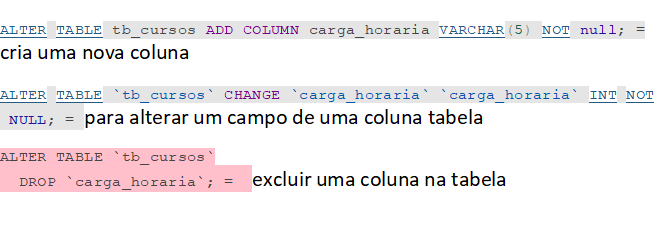 ALTER TABLE tb_cursos ADD COLUMN carga_horaria VARCHAR(5) NOT null; =
cria uma nova coluna
ALTER TABLE `tb_cursos` CHANGE `carga_horaria` `carga_horaria` INT NOT
NULL; = para alterar um campo de uma coluna tabela
ALTER TABLE `tb_cursos`
DROP `carga_horaria`; = excluir uma coluna na tabela